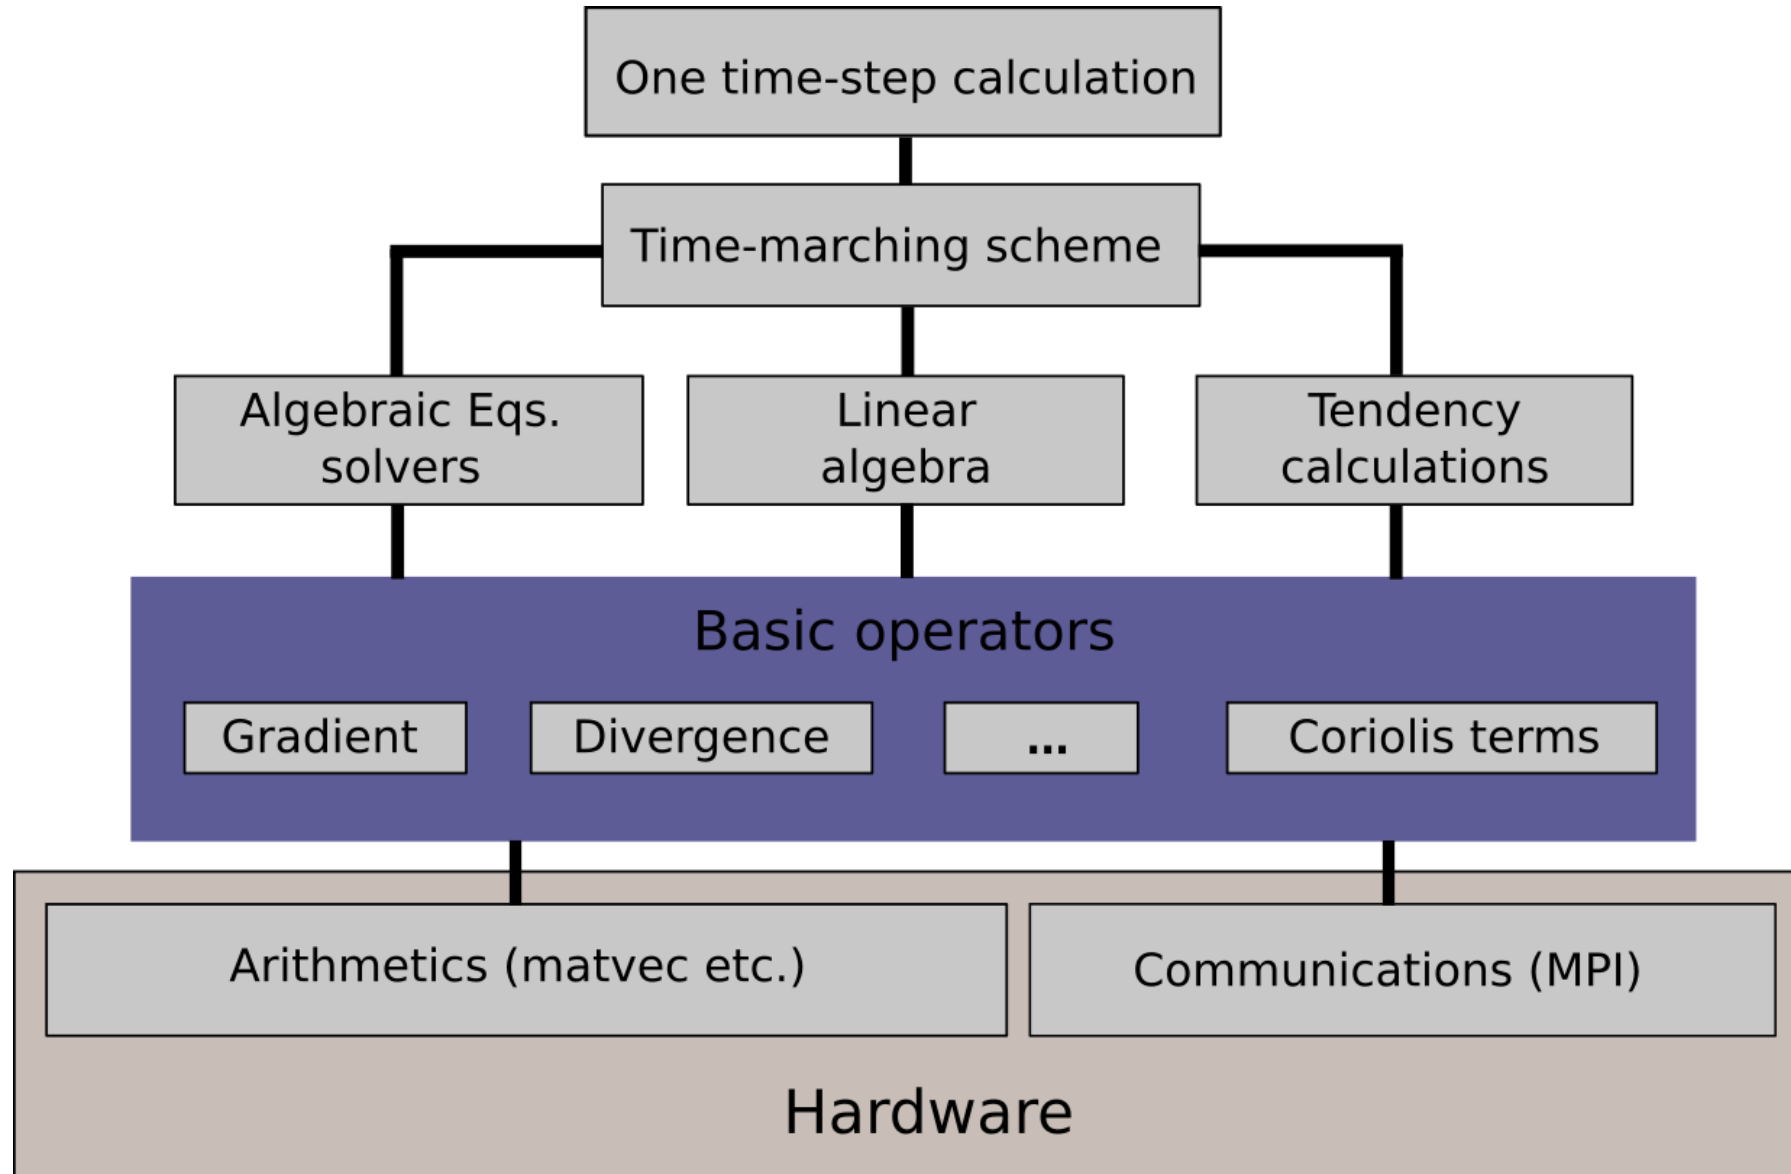 One time-step calculation
Time-marching scheme
Algebraic Eqs.
solvers
Linear
algebra
Tendency
calculations
Basic operators
Gradient
Divergence
...
Coriolis terms
Arithmetics (matvec etc.)
Communications (MPI)
Hardware